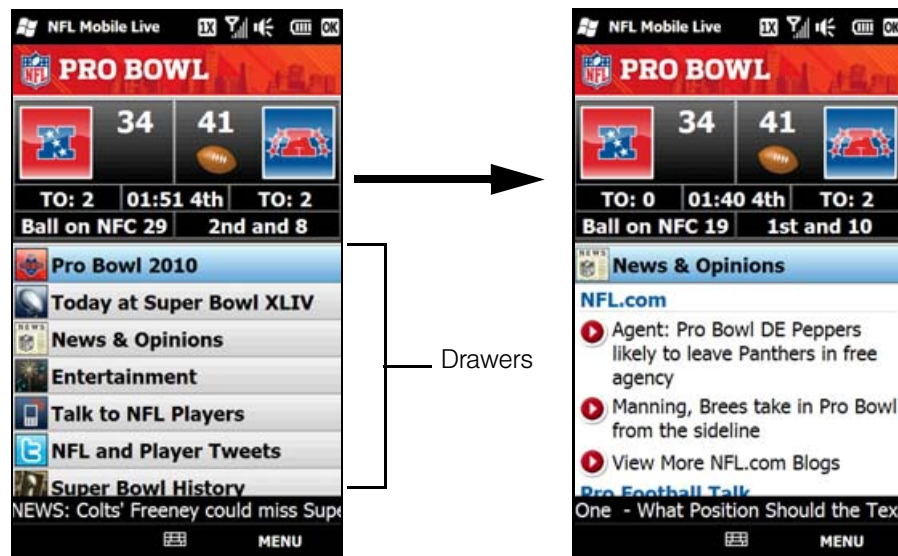 NFL Mobile Live 1X OK
NFL PRO BOWL
34 41
TO: 2 01:51 4th TO: 2
Ball on NFC 29 2nd and 8
Pro Bowl 2010
Today at Super Bowl XLIV
NEWS News & Opinions
Entertainment
Talk to NFL Players
NFL and Player Tweets
Super Bowl History
NEWS: Colts' Freeney could miss Supe
MENU
Drawers
NFL Mobile Live 1X OK
NFL PRO BOWL
34 41
TO: 0 01:40 4th TO: 2
Ball on NFC 19 1st and 10
NEWS News & Opinions
NFL.com
Agent: Pro Bowl DE Peppers
likely to leave Panthers in free
agency
Manning, Brees take in Pro Bowl
from the sideline
View More NFL.com Blogs
Pro Football Talk
One - What Position Should the Tex
MENU